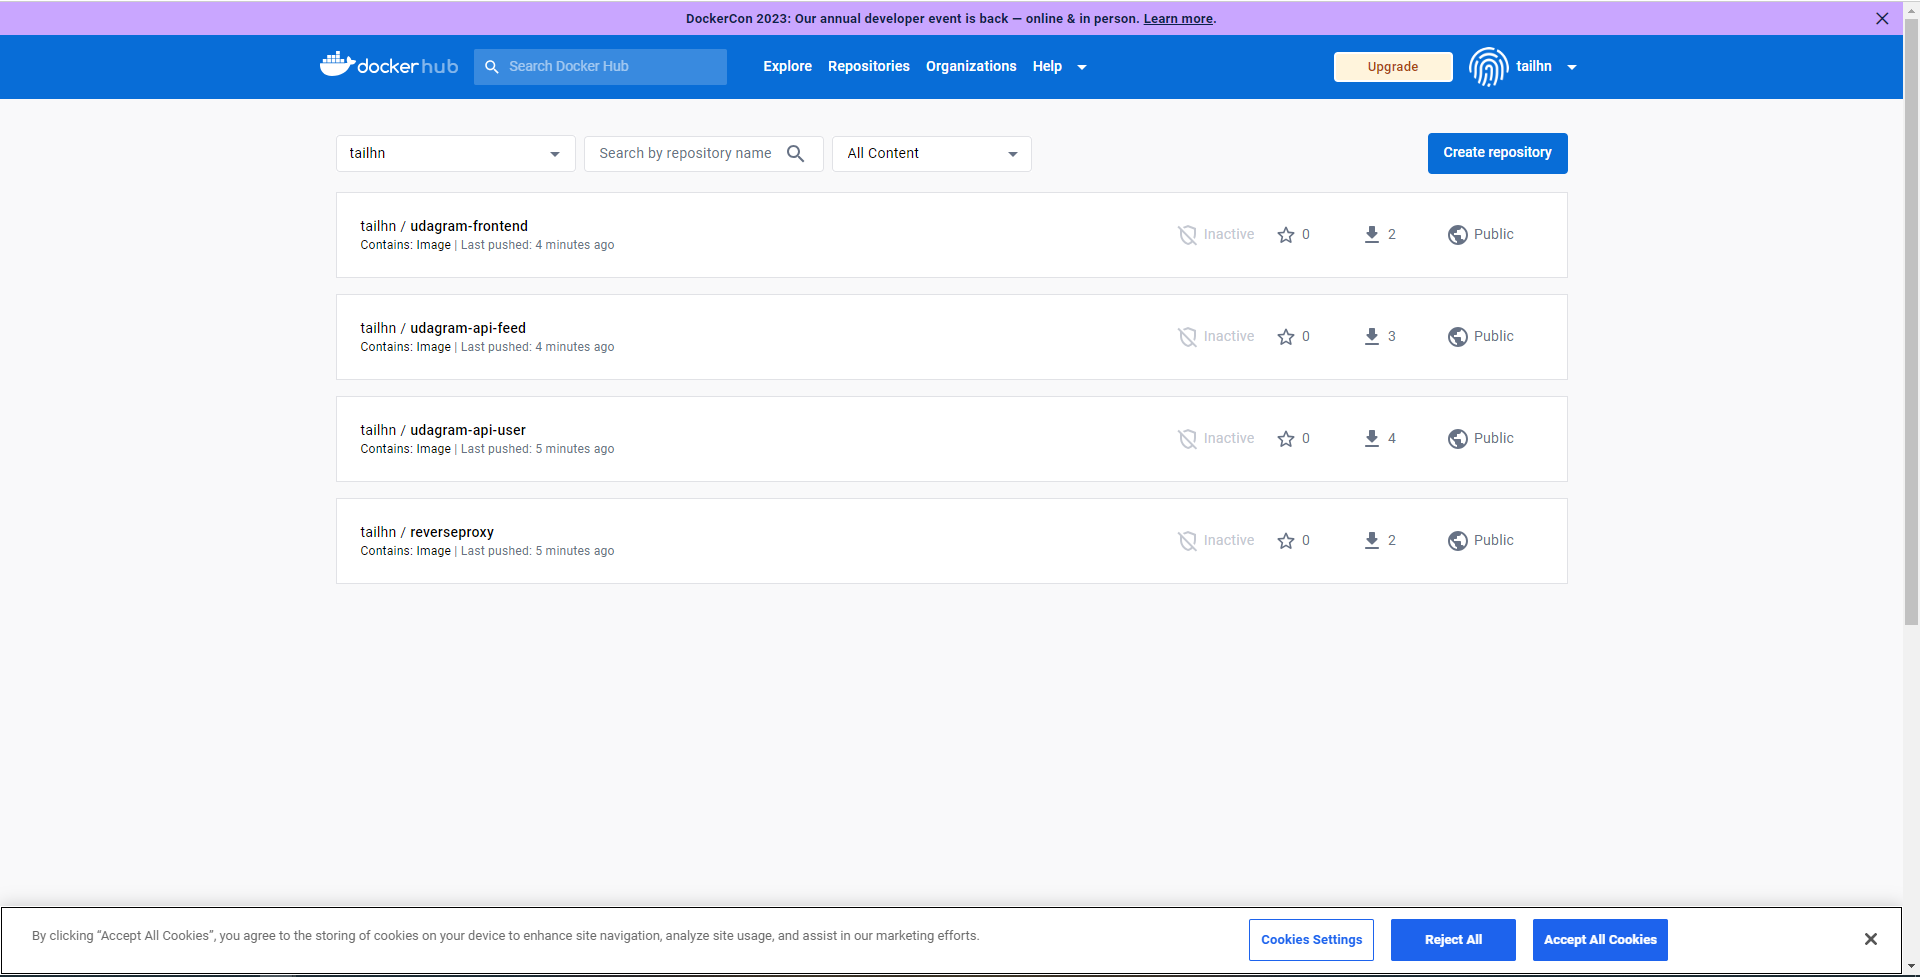 DockerCon 2023: Our annual developer event is back — online & in person. Learn more.
docker hub Search Docker Hub Explore Repositories Organizations Help Upgrade tailhn
tailhn Search by repository name All Content Create repository
tailhn / udagram-frontend
Contains: Image | Last pushed: 4 minutes ago
Inactive 0 2 Public
tailhn / udagram-api-feed
Contains: Image | Last pushed: 4 minutes ago
Inactive 0 3 Public
tailhn / udagram-api-user
Contains: Image | Last pushed: 5 minutes ago
Inactive 0 4 Public
tailhn / reverseproxy
Contains: Image | Last pushed: 5 minutes ago
Inactive 0 2 Public
By clicking “Accept All Cookies”, you agree to the storing of cookies on your device to enhance site navigation, analyze site usage, and assist in our marketing efforts.
Cookies Settings Reject All Accept All Cookies